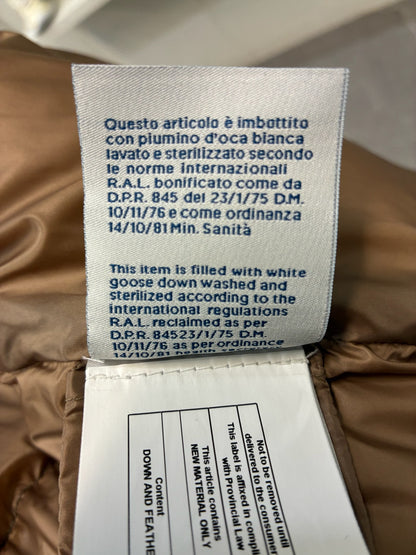 Questo articolo è imbottito
con piumino d'oca bianca
lavato e sterilizzato secondo
le norme internazionali
R.A.L. bonificato come da
D.P.R. 845 del 23/1/75 D.M.
10/11/76 e come ordinanza
14/10/81 Min. Sanità
This item is filled with white
goose down washed and
sterilized according to the
international regulations
R.A.L. reclaimed as per
D.P.R. 84523/1/75 D.M.
10/11/76 as per ordinance
14/10/81 health
Not to be removed until
delivered to the consumer
This label is affixed in
with Provincial Law
This article contains
NEW MATERIAL ONLY
Content
DOWN AND